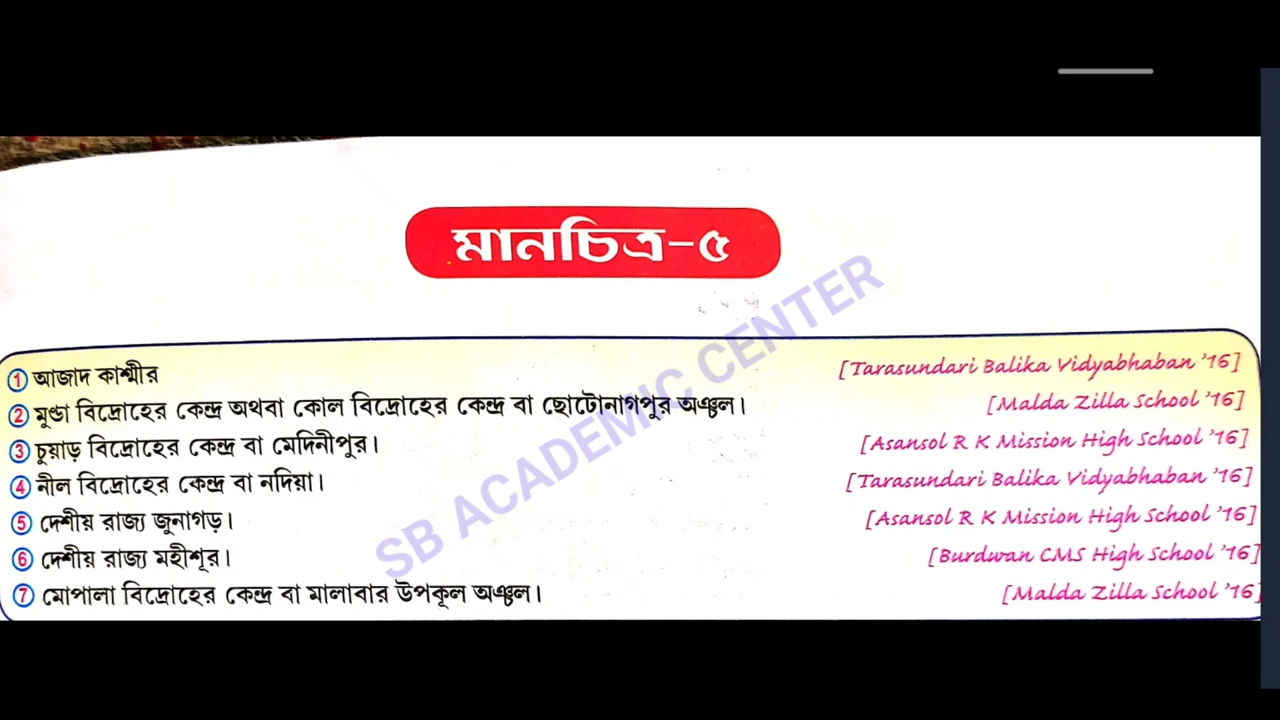 মানচিত্র-৫
① আজাদ কাশ্মীর [Tarasundari Balika Vidyabhaban '16]
② মুণ্ডা বিদ্রোহের কেন্দ্র অথবা কোল বিদ্রোহের কেন্দ্র বা ছোটোনাগপুর অঞ্চল। [Malda Zilla School '16]
③ চুয়াড় বিদ্রোহের কেন্দ্র বা মেদিনীপুর। [Asansol R K Mission High School '16]
④ নীল বিদ্রোহের কেন্দ্র বা নদিয়া। [Tarasundari Balika Vidyabhaban '16]
⑤ দেশীয় রাজ্য জুনাগড়। [Asansol R K Mission High School '16]
⑥ দেশীয় রাজ্য মহীশূর। [Burdwan CMS High School '16]
⑦ মোপালা বিদ্রোহের কেন্দ্র বা মালাবার উপকূল অঞ্চল। [Malda Zilla School '16]
SB ACADEMIC CENTER